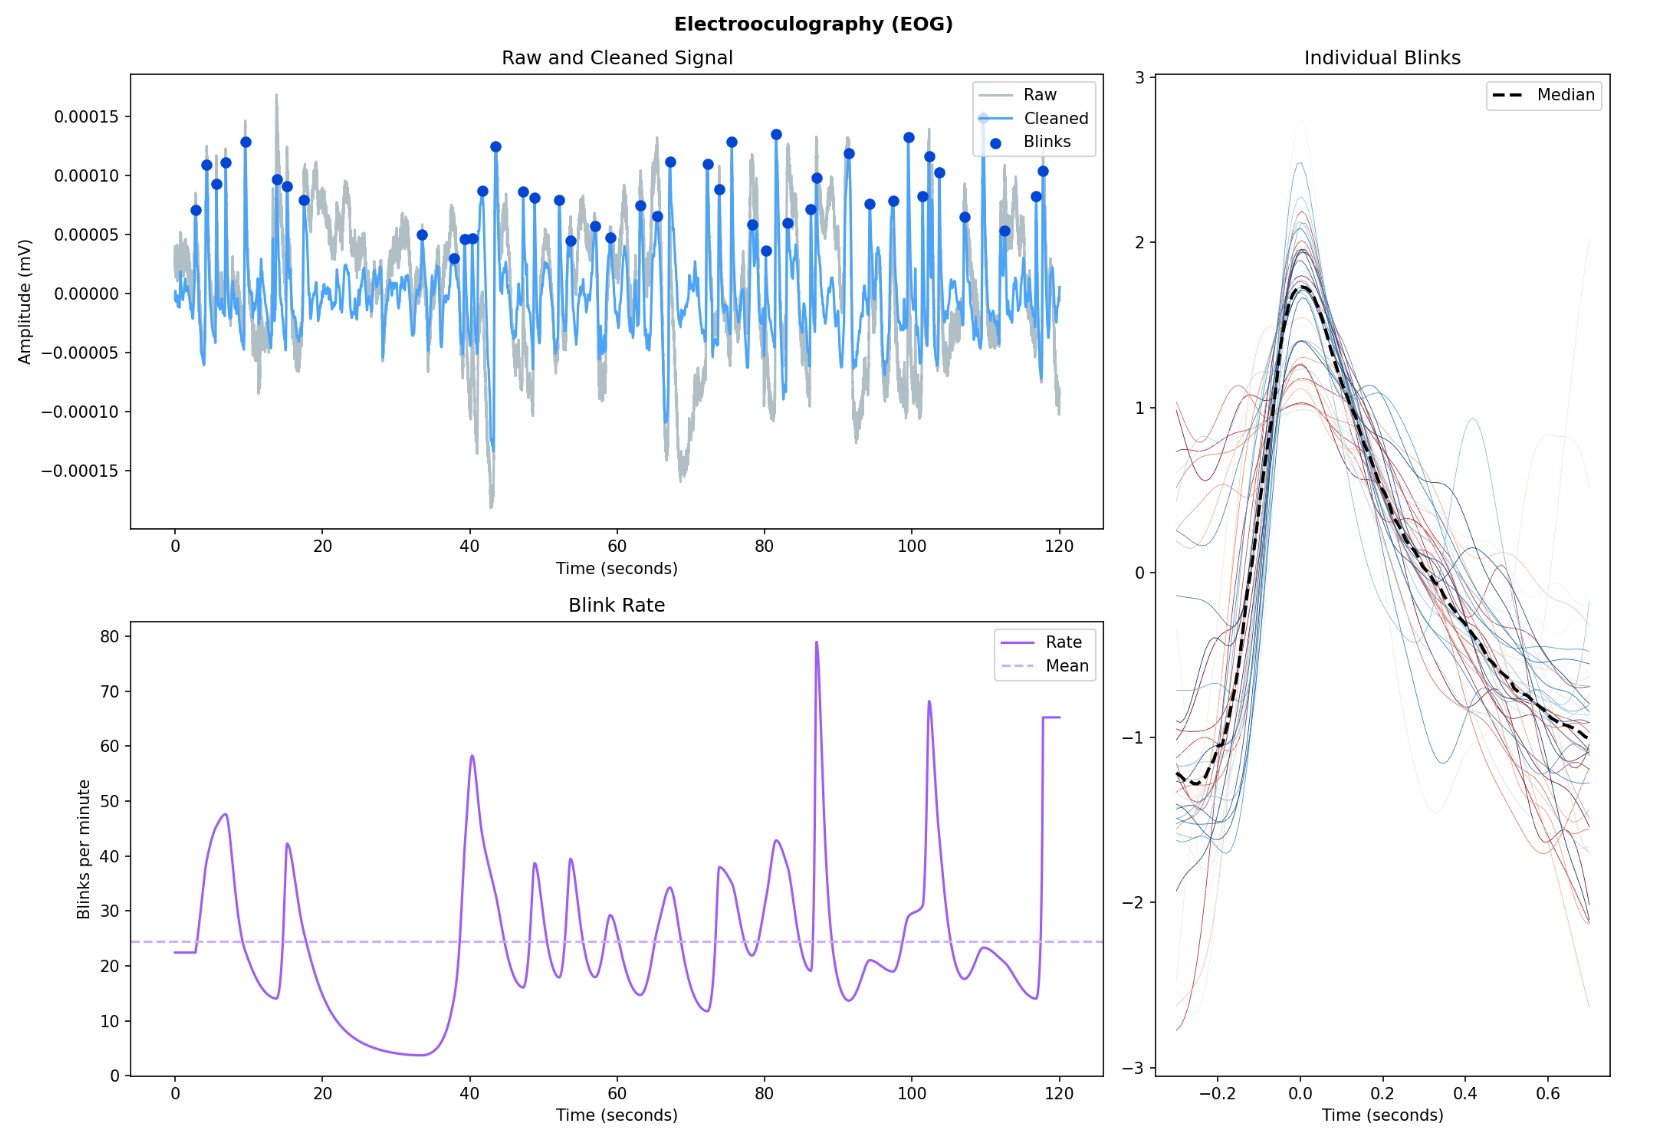 Electrooculography (EOG)
Raw and Cleaned Signal
Amplitude (mV)
0.00015
0.00010
0.00005
0.00000
−0.00005
−0.00010
−0.00015
Raw
Cleaned
Blinks
0 20 40 60 80 100 120
Time (seconds)
Blink Rate
Blinks per minute
80
70
60
50
40
30
20
10
0
Rate
Mean
0 20 40 60 80 100 120
Time (seconds)
Individual Blinks
3
2
1
0
−1
−2
−3
Median
−0.2 0.0 0.2 0.4 0.6
Time (seconds)